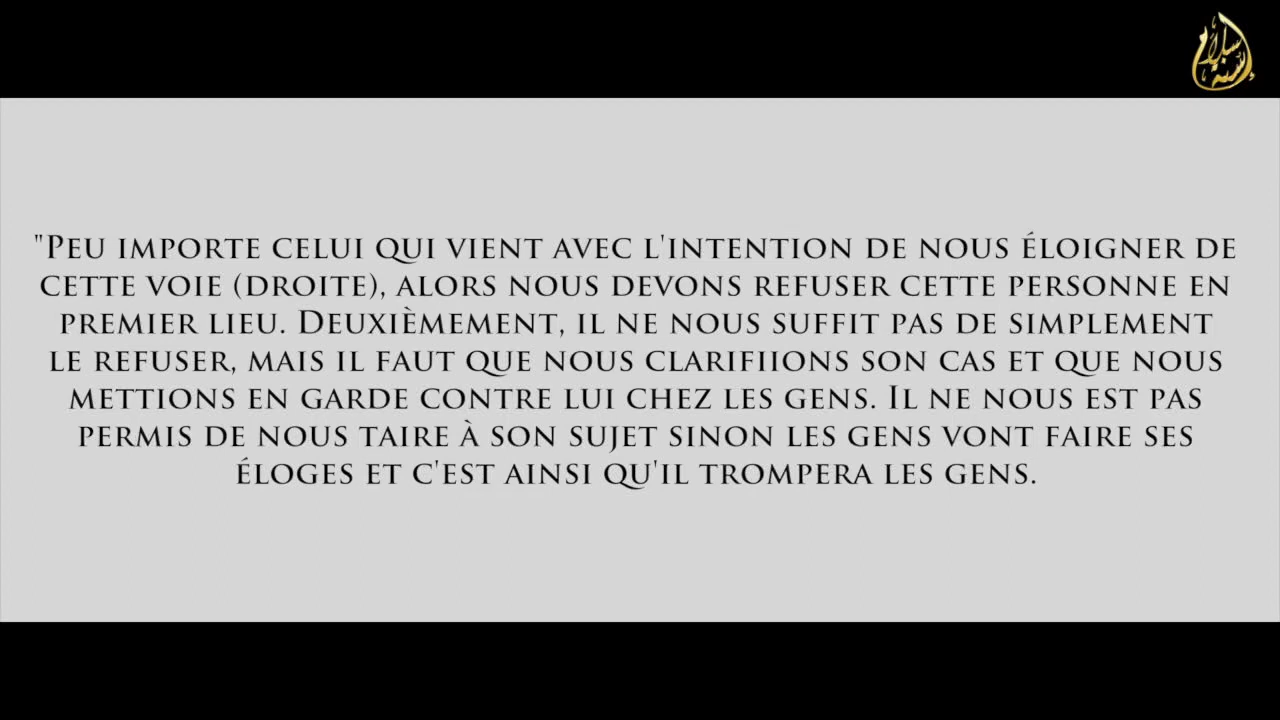 إسلام
السنة
"Peu importe celui qui vient avec l'intention de nous éloigner de
cette voie (droite), alors nous devons refuser cette personne en
premier lieu. Deuxièmement, il ne nous suffit pas de simplement
le refuser, mais il faut que nous clarifiions son cas et que nous
mettions en garde contre lui chez les gens. Il ne nous est pas
permis de nous taire à son sujet sinon les gens vont faire ses
éloges et c'est ainsi qu'il trompera les gens.